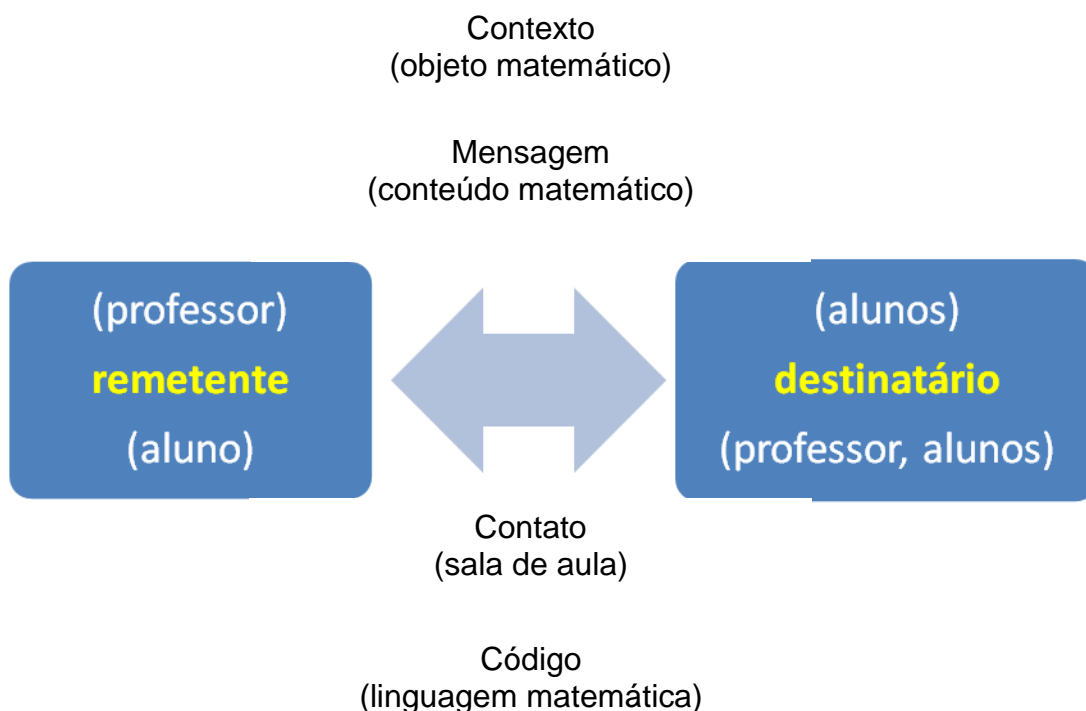 Contexto
(objeto matemático)
Mensagem
(conteúdo matemático)
(professor)
remetente
(aluno)
(alunos)
destinatário
(professor, alunos)
Contato
(sala de aula)
Código
(linguagem matemática)